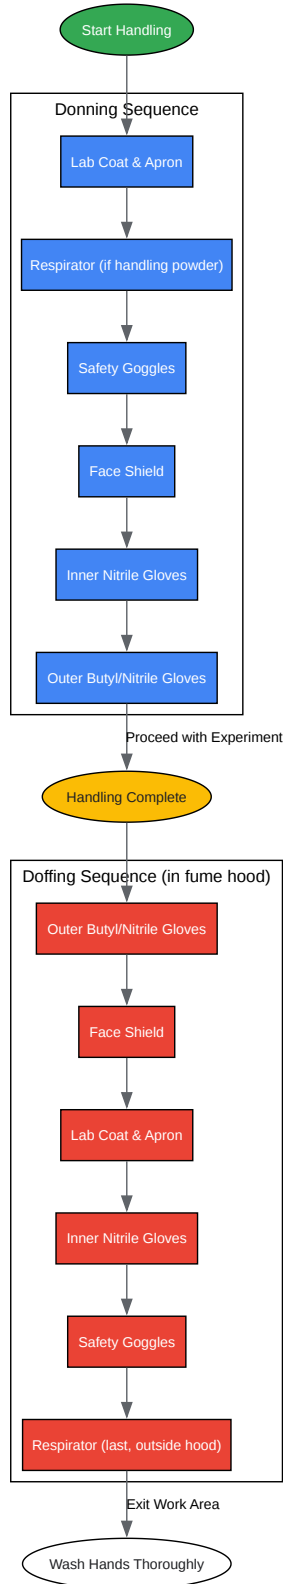 Start Handling
Donning Sequence
Lab Coat & Apron
Respirator (if handling powder)
Safety Goggles
Face Shield
Inner Nitrile Gloves
Outer Butyl/Nitrile Gloves
Proceed with Experiment
Handling Complete
Doffing Sequence (in fume hood)
Outer Butyl/Nitrile Gloves
Face Shield
Lab Coat & Apron
Inner Nitrile Gloves
Safety Goggles
Respirator (last, outside hood)
Exit Work Area
Wash Hands Thoroughly